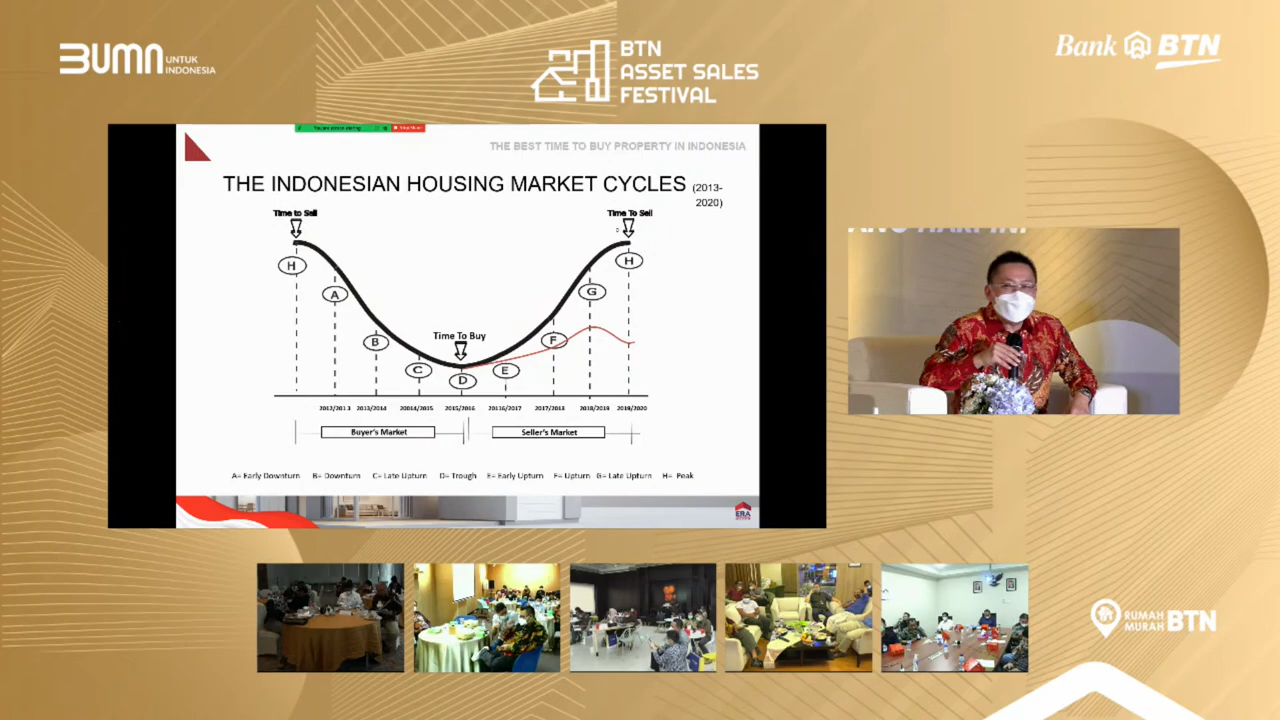 BUMN
UNTUK
INDONESIA
BTN
ASSET SALES
FESTIVAL
Bank BTN
THE BEST TIME TO BUY PROPERTY IN INDONESIA
THE INDONESIAN HOUSING MARKET CYCLES (2013-
2020)
Time to Sell
Time To Sell
H
H
A
G
Time To Buy
B
F
C
D
E
2012/2013 2013/2014 20014/2015 2015/2016 20116/2017 2017/2018 2018/2019 2019/2020
Buyer's Market
Seller's Market
A= Early Downturn B= Downturn C= Late Upturn D= Trough E= Early Upturn F= Upturn G= Late Upturn H= Peak
ERA
RUMAH
MURAH BTN